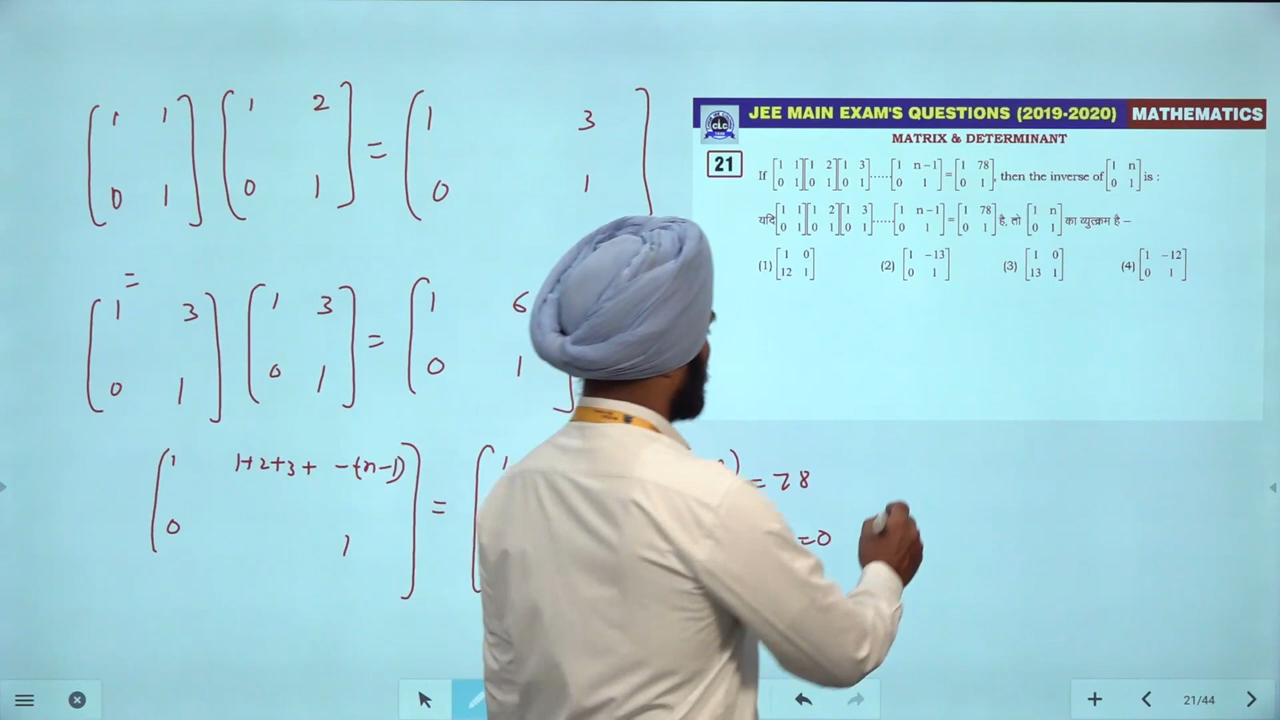 JEE MAIN EXAM'S QUESTIONS (2019-2020) MATHEMATICS
CLC
MATRIX & DETERMINANT
21
If [1 1 0 1][1 2 0 1][1 3 0 1]......[1 n−1 0 1]=[1 78 0 1], then the inverse of [1 n 0 1] is :
यदि [1 1 0 1][1 2 0 1][1 3 0 1]......[1 n−1 0 1]=[1 78 0 1] है, तो [1 n 0 1] का व्युत्क्रम है −
(1) [1 0 12 1] (2) [1 −13 0 1] (3) [1 0 13 1] (4) [1 −12 0 1]
[1 1 0 1] [1 2 0 1] = [1 3 0 1]
=
[1 3 0 1] [1 3 0 1] = [1 6 0 1]
[1 1+2+3+ -(n-1) 0 1] = [1
= 78
=0
21/44